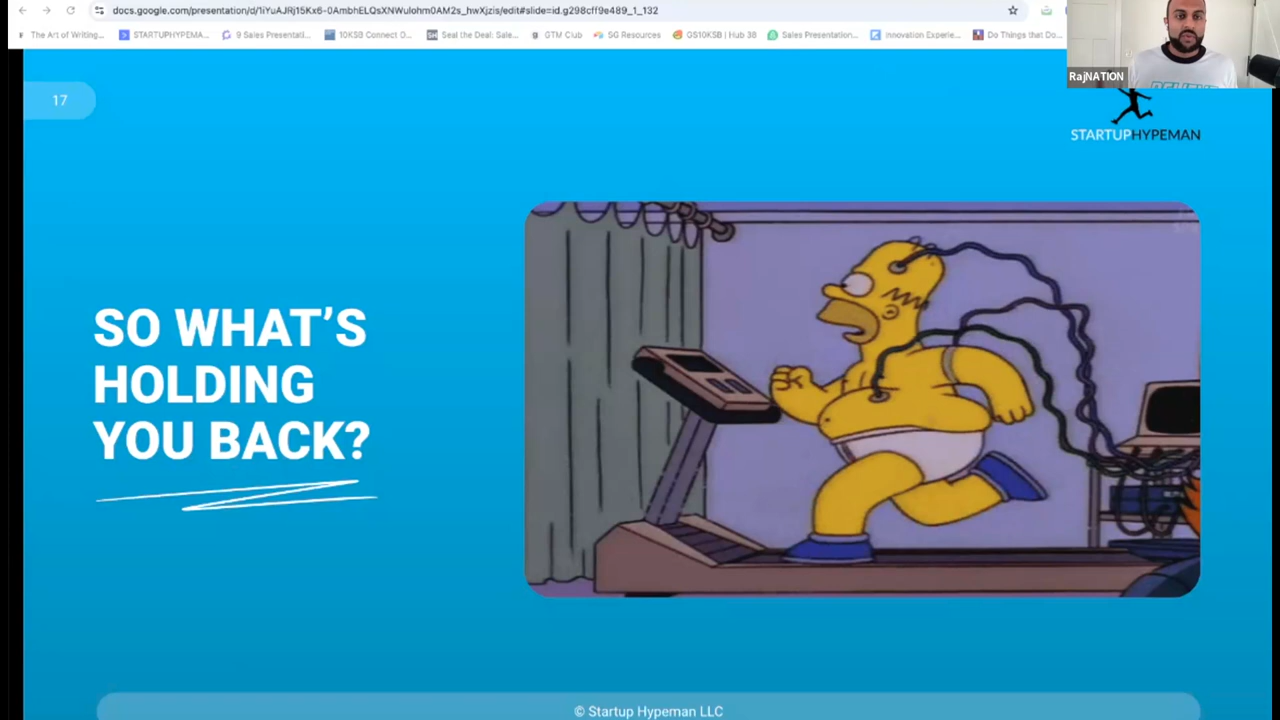 docs.google.com/presentation/d/1iYuAJRj15Kx6-0AmbhELQsXNWulohm0AM2s_hwXjzis/edit#slide=id.g298cff9e489_1_132
The Art of Writing...
STARTUPHYPEMA...
9 Sales Presentati...
10KSB Connect O...
Seal the Deal: Sale...
GTM Club
SG Resources
GS10KSB | Hub 38
Sales Presentation...
Innovation Experie...
Do Things that Do...
RajNATION
17
STARTUPHYPEMAN
SO WHAT'S
HOLDING
YOU BACK?
© Startup Hypeman LLC